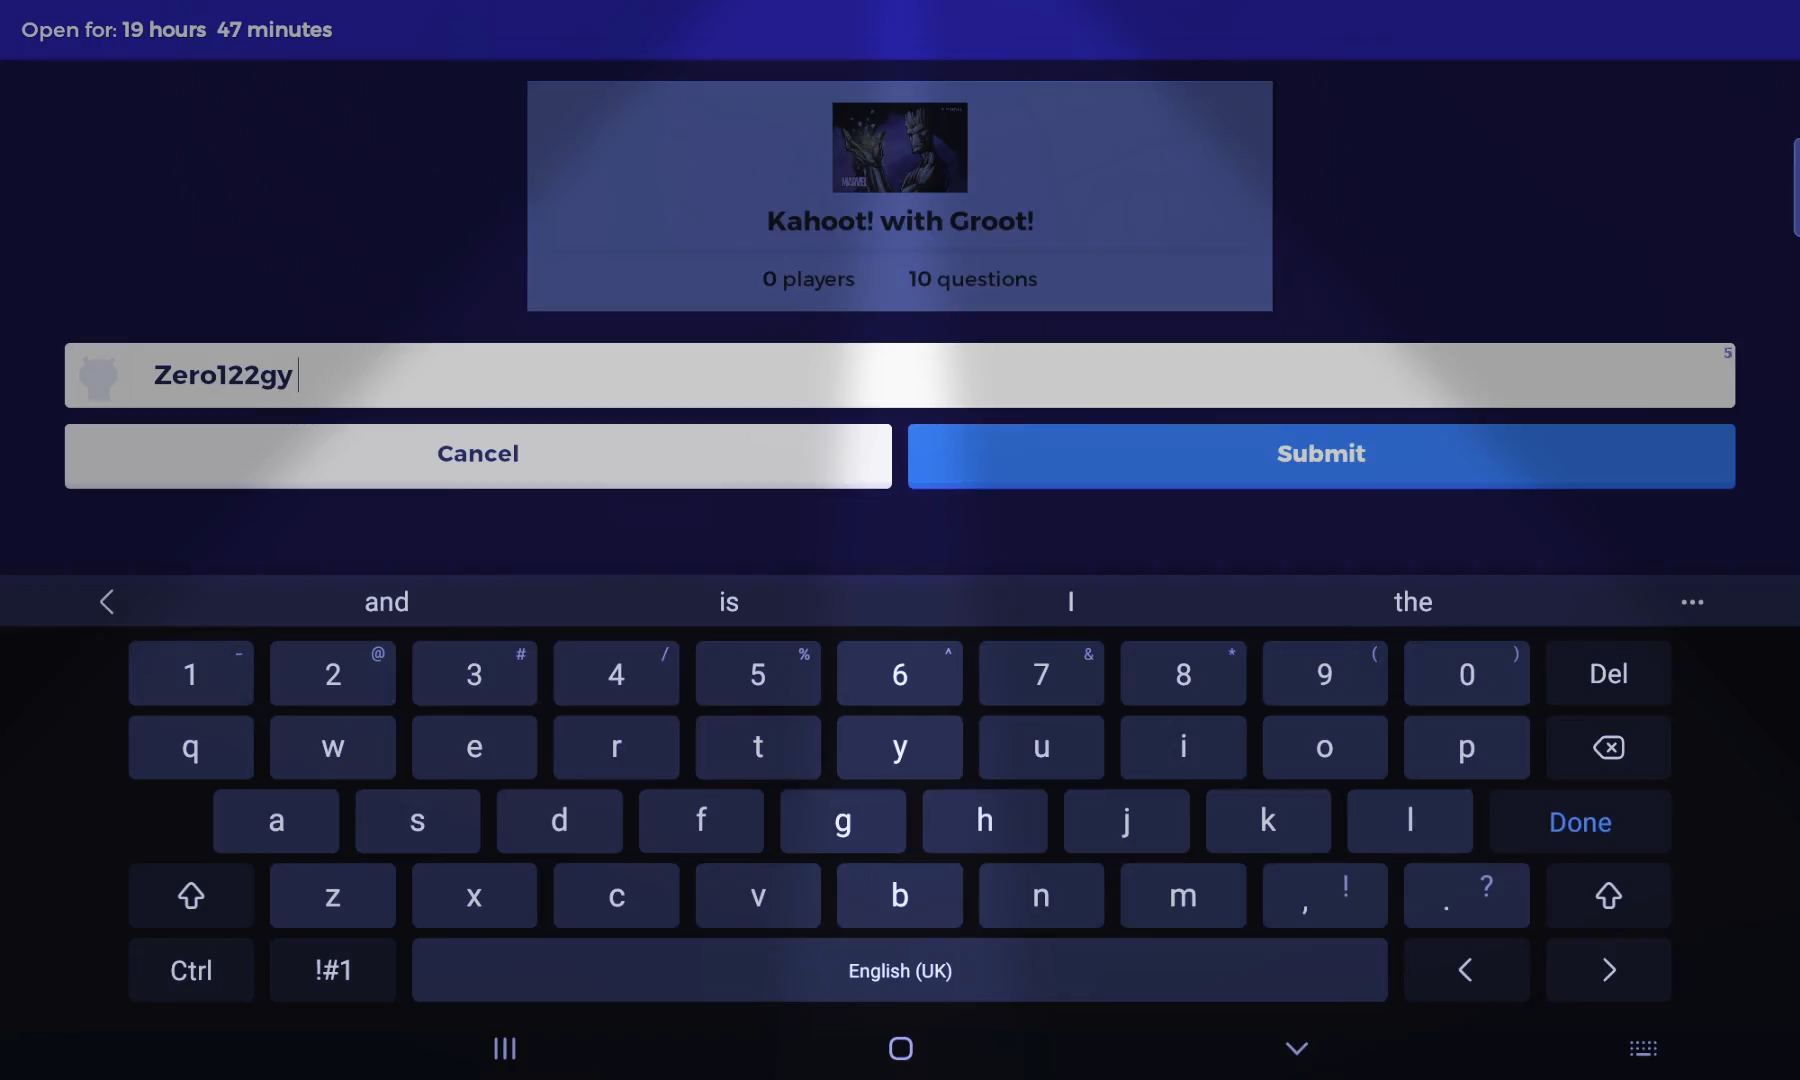 Open for: 19 hours 47 minutes
MARVEL
Kahoot! with Groot!
0 players 10 questions
Zero122gy
5
Cancel Submit
and is I the
1 - 2 @ 3 # 4 / 5 % 6 ^ 7 & 8 * 9 ( 0 ) Del
q w e r t y u i o p
a s d f g h j k l Done
z x c v b n m , ! . ?
Ctrl !#1 English (UK)